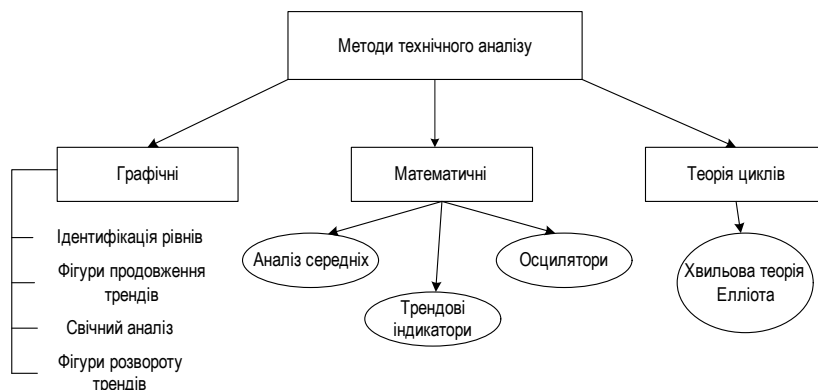 Методи технічного аналізу
Графічні
Математичні
Теорія циклів
Ідентифікація рівнів
Фігури продовження
трендів
Свічний аналіз
Фігури розвороту
трендів
Аналіз середніх
Трендові
індикатори
Осцилятори
Хвильова теорія
Елліота